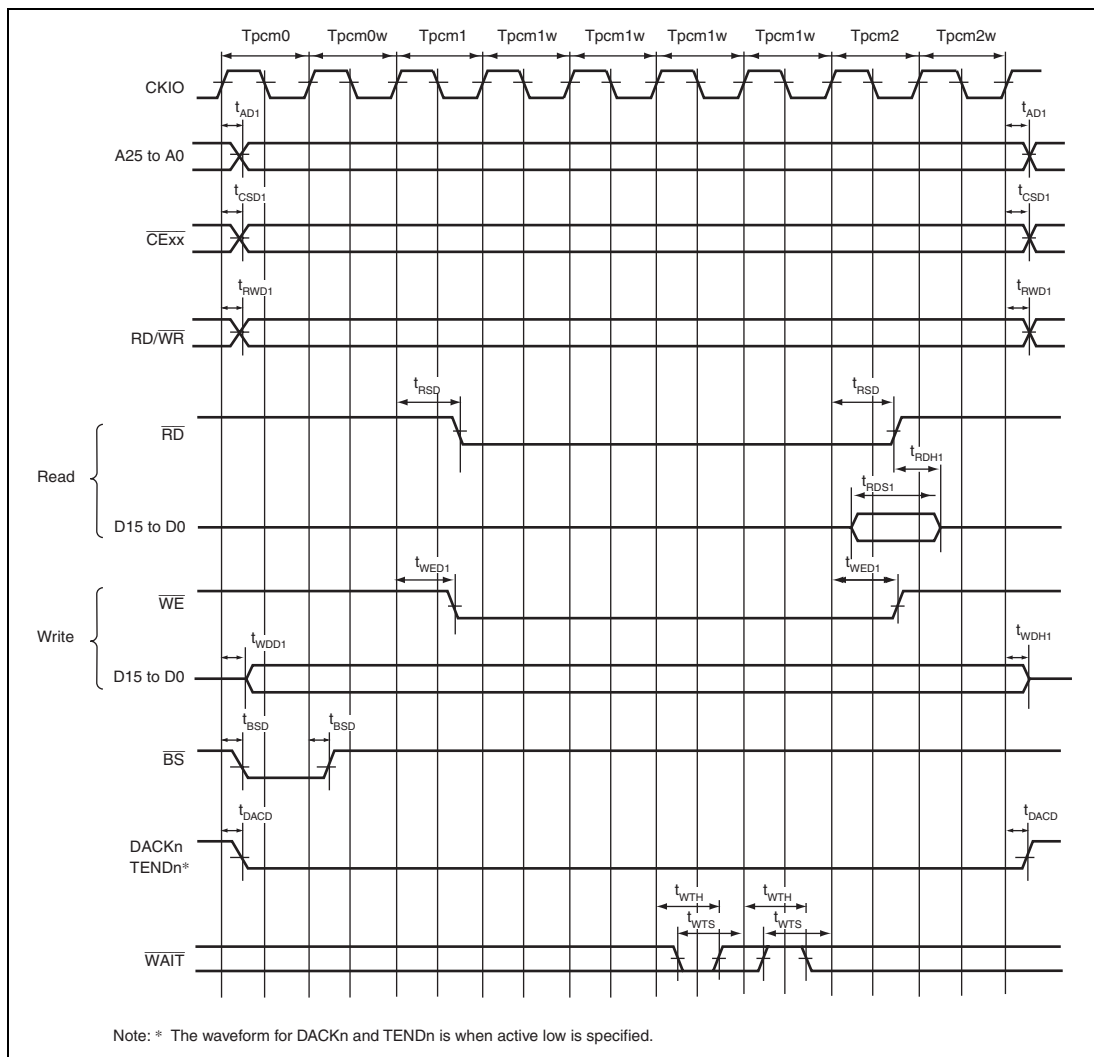 Tpcm0 Tpcm0w Tpcm1 Tpcm1w Tpcm1w Tpcm1w Tpcm1w Tpcm2 Tpcm2w
CKIO
tAD1 tAD1
A25 to A0
tCSD1 tCSD1
CExx
tRWD1 tRWD1
RD/WR
tRSD tRSD
RD
tRDH1
Read
tRDS1
D15 to D0
tWED1 tWED1
WE
Write
tWDD1 tWDH1
D15 to D0
tBSD tBSD
BS
tDACD tDACD
DACKn
TENDn*
tWTH tWTH
tWTS tWTS
WAIT
Note: * The waveform for DACKn and TENDn is when active low is specified.